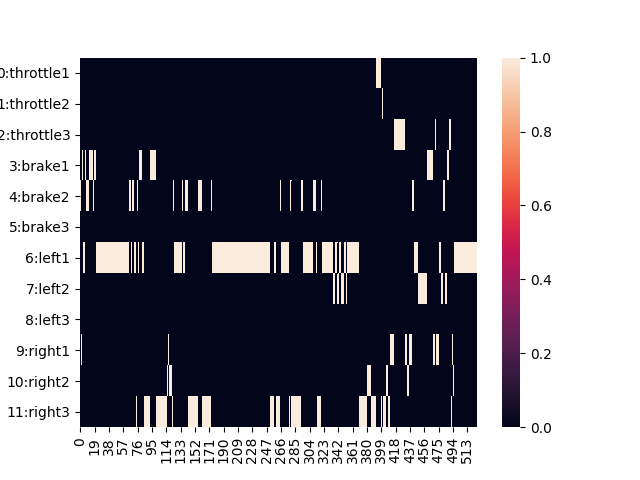 0:throttle1
1:throttle2
2:throttle3
3:brake1
4:brake2
5:brake3
6:left1
7:left2
8:left3
9:right1
10:right2
11:right3
0 19 38 57 76 95 114 133 152 171 190 209 228 247 266 285 304 323 342 361 380 399 418 437 456 475 494 513
1.0
0.8
0.6
0.4
0.2
0.0